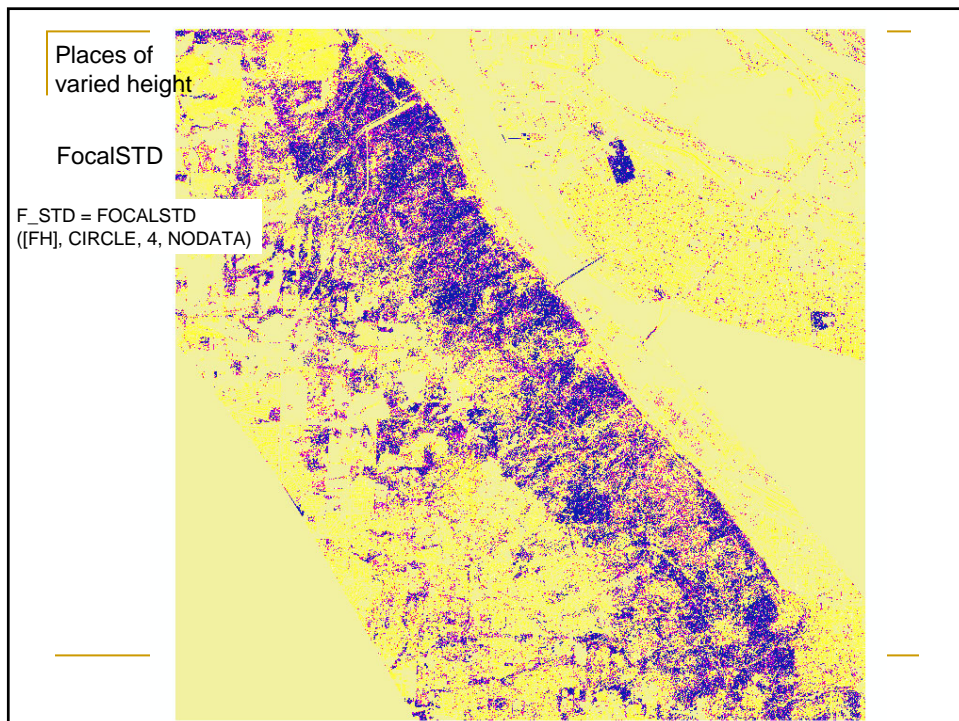 Places of
varied height
FocalSTD
F_STD = FOCALSTD
([FH], CIRCLE, 4, NODATA)